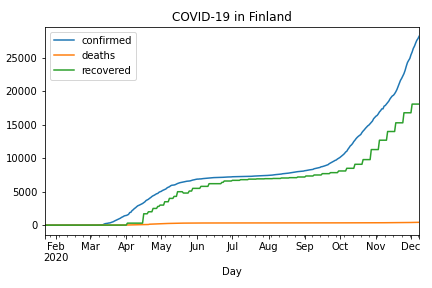 COVID-19 in Finland
confirmed
deaths
recovered
25000
20000
15000
10000
5000
0
Feb Mar Apr May Jun Jul Aug Sep Oct Nov Dec
2020
Day